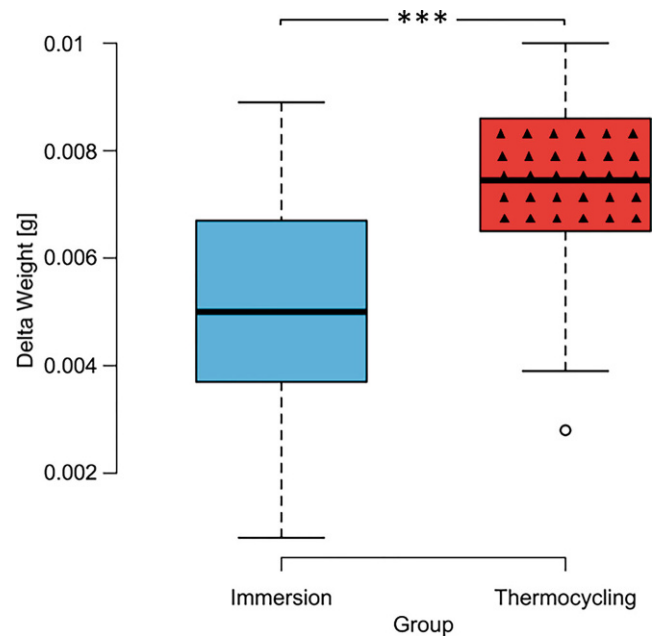 ***
0.01
0.008
0.006
0.004
0.002
Delta Weight [g]
Immersion Thermocycling
Group